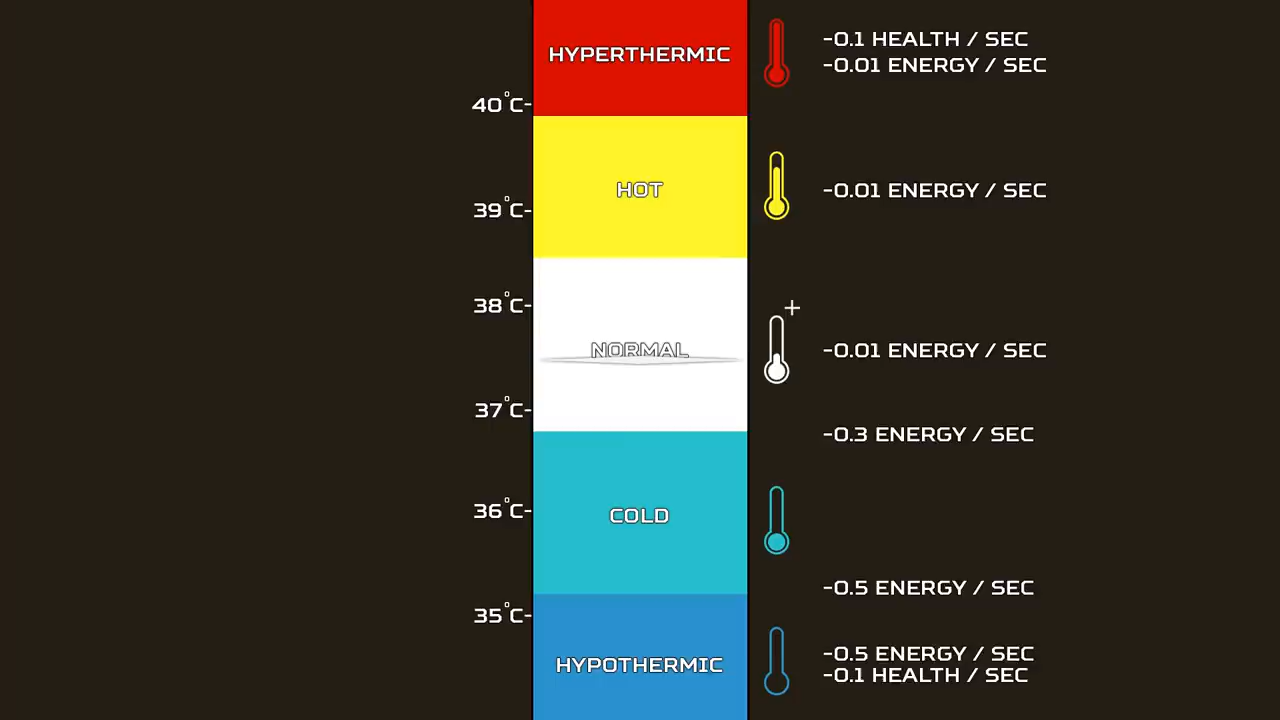 HYPERTHERMIC
-0.1 HEALTH / SEC
-0.01 ENERGY / SEC
40°C-
HOT
-0.01 ENERGY / SEC
39°C-
38°C-
NORMAL
-0.01 ENERGY / SEC
37°C-
-0.3 ENERGY / SEC
36°C-
COLD
-0.5 ENERGY / SEC
35°C-
HYPOTHERMIC
-0.5 ENERGY / SEC
-0.1 HEALTH / SEC